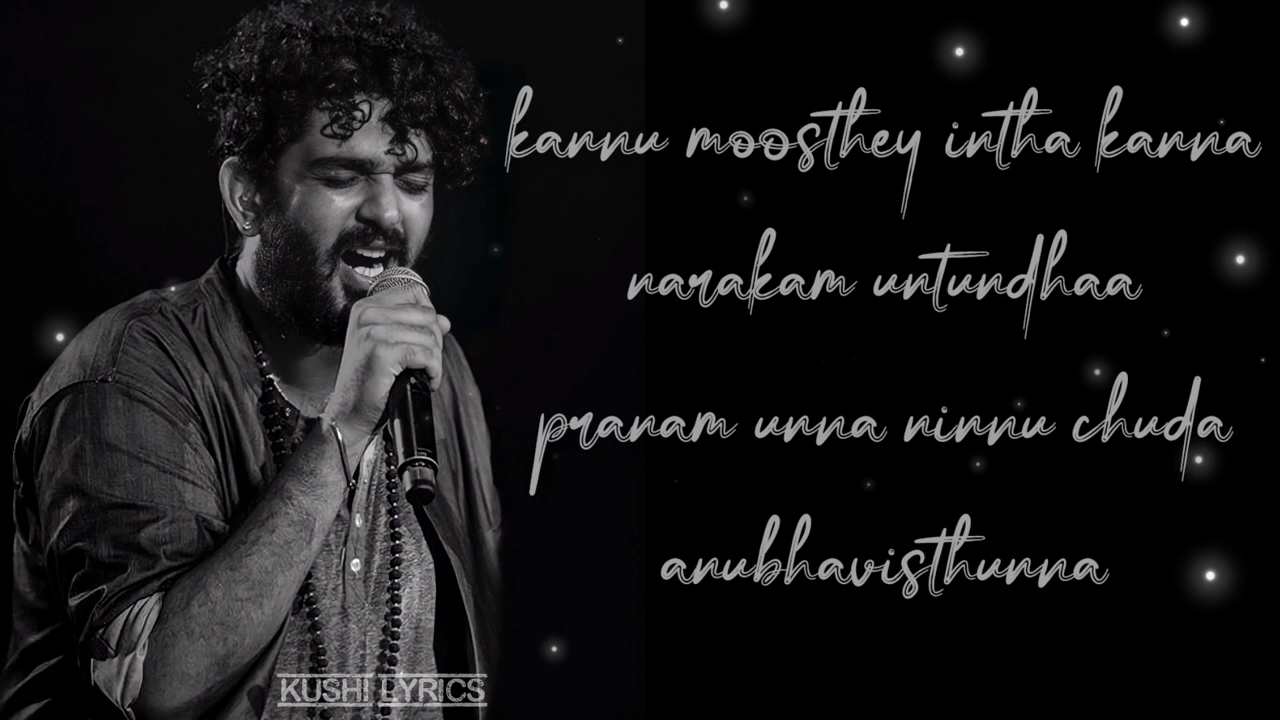 kannu moosthey intha kanna
narakam untundhaa
pranam unna ninnu chuda
anubhavisthunna
KUSHI LYRICS